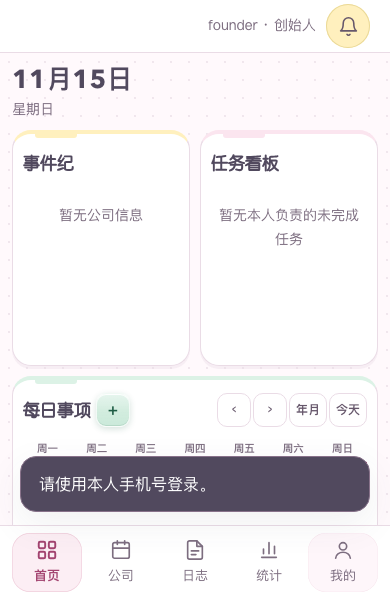 founder · 创始人
11月15日
星期日
事件纪
任务看板
暂无公司信息
暂无本人负责的未完成
任务
每日事项 + ‹ › 年月 今天
周一 周二 周三 周四 周五 周六 周日
请使用本人手机号登录。
首页 公司 日志 统计 我的